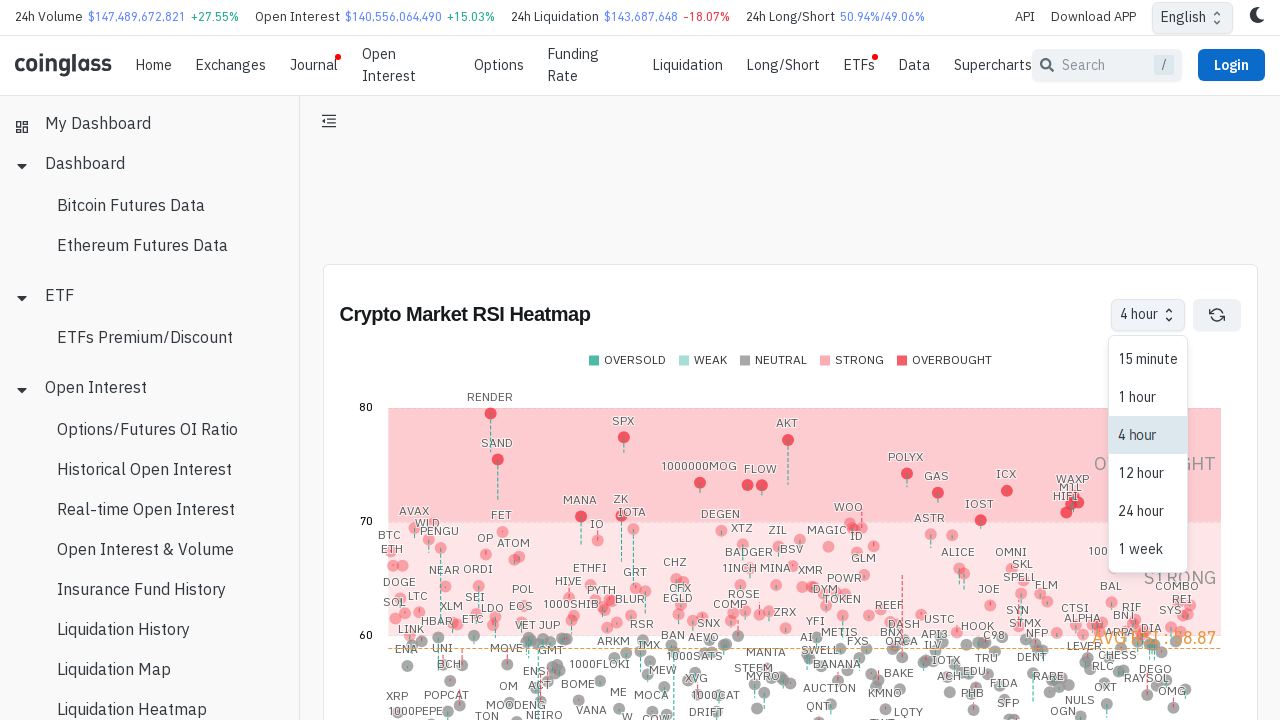 24h Volume $147,489,672,821 +27.55% Open Interest $140,556,064,490 +15.03% 24h Liquidation $143,687,648 -18.07% 24h Long/Short 50.94%/49.06% API Download APP English
coinglass Home Exchanges Journal Open Interest Options Funding Rate Liquidation Long/Short ETFs Data Supercharts Search / Login
My Dashboard
Dashboard
Bitcoin Futures Data
Ethereum Futures Data
ETF
ETFs Premium/Discount
Open Interest
Options/Futures OI Ratio
Historical Open Interest
Real-time Open Interest
Open Interest & Volume
Insurance Fund History
Liquidation History
Liquidation Map
Liquidation Heatmap
Crypto Market RSI Heatmap 4 hour
15 minute
1 hour
4 hour
12 hour
24 hour
1 week
OVERSOLD WEAK NEUTRAL STRONG OVERBOUGHT
80
70
60
RENDER
SPX AKT
SAND
POLYX
1000000MOG FLOW GAS ICX
WAXP
MTL
HIFI
MANA ZK WOO IOST
AVAX FET IOTA DEGEN ASTR
WLD IO XTZ ZIL MAGIC
BTC PENGU OP ATOM ID
ETH BADGER BSV ALICE OMNI
GLM
NEAR ORDI ETHFI CHZ 1INCH MINA XMR SKL
DOGE HIVE GRT POWR SPELL FLM BAL COMBO
POL PYTH CFX ROSE DYM JOE
SOL LTC SEI EOS 1000SHIB BLUR EGLD COMP TOKEN REEF CTSI RIF REI
XLM LDO ZRX SYN BNT SYS
HBAR ETC VET JUP RSR SNX YFI DASH USTC HOOK STMX ALPHA
LINK METIS BNX AP13 C98 NFP ARPA DIA
STRONG
ENA UNI MOVE GMT ARKM IMX BAN AEVO AI FXS ORCA ILV LEVER
BCH 1000FLOKI 1000SATS MANTA SWELL IOTX TRU DENT CHESS
ENS MEW XVG STEEM BANANA BAKE EDU RLC DEGO
OM ACT BOME MYRO ACH RARE RAYSOL
XRP POPCAT ME MOCA 1000CAT AUCTION KMNO PHB FIDA OXT OMG
1000PEPE MOODENG VANA DRIFT QNT SFP NULS
TON NEIRO W COW LQTY OGN